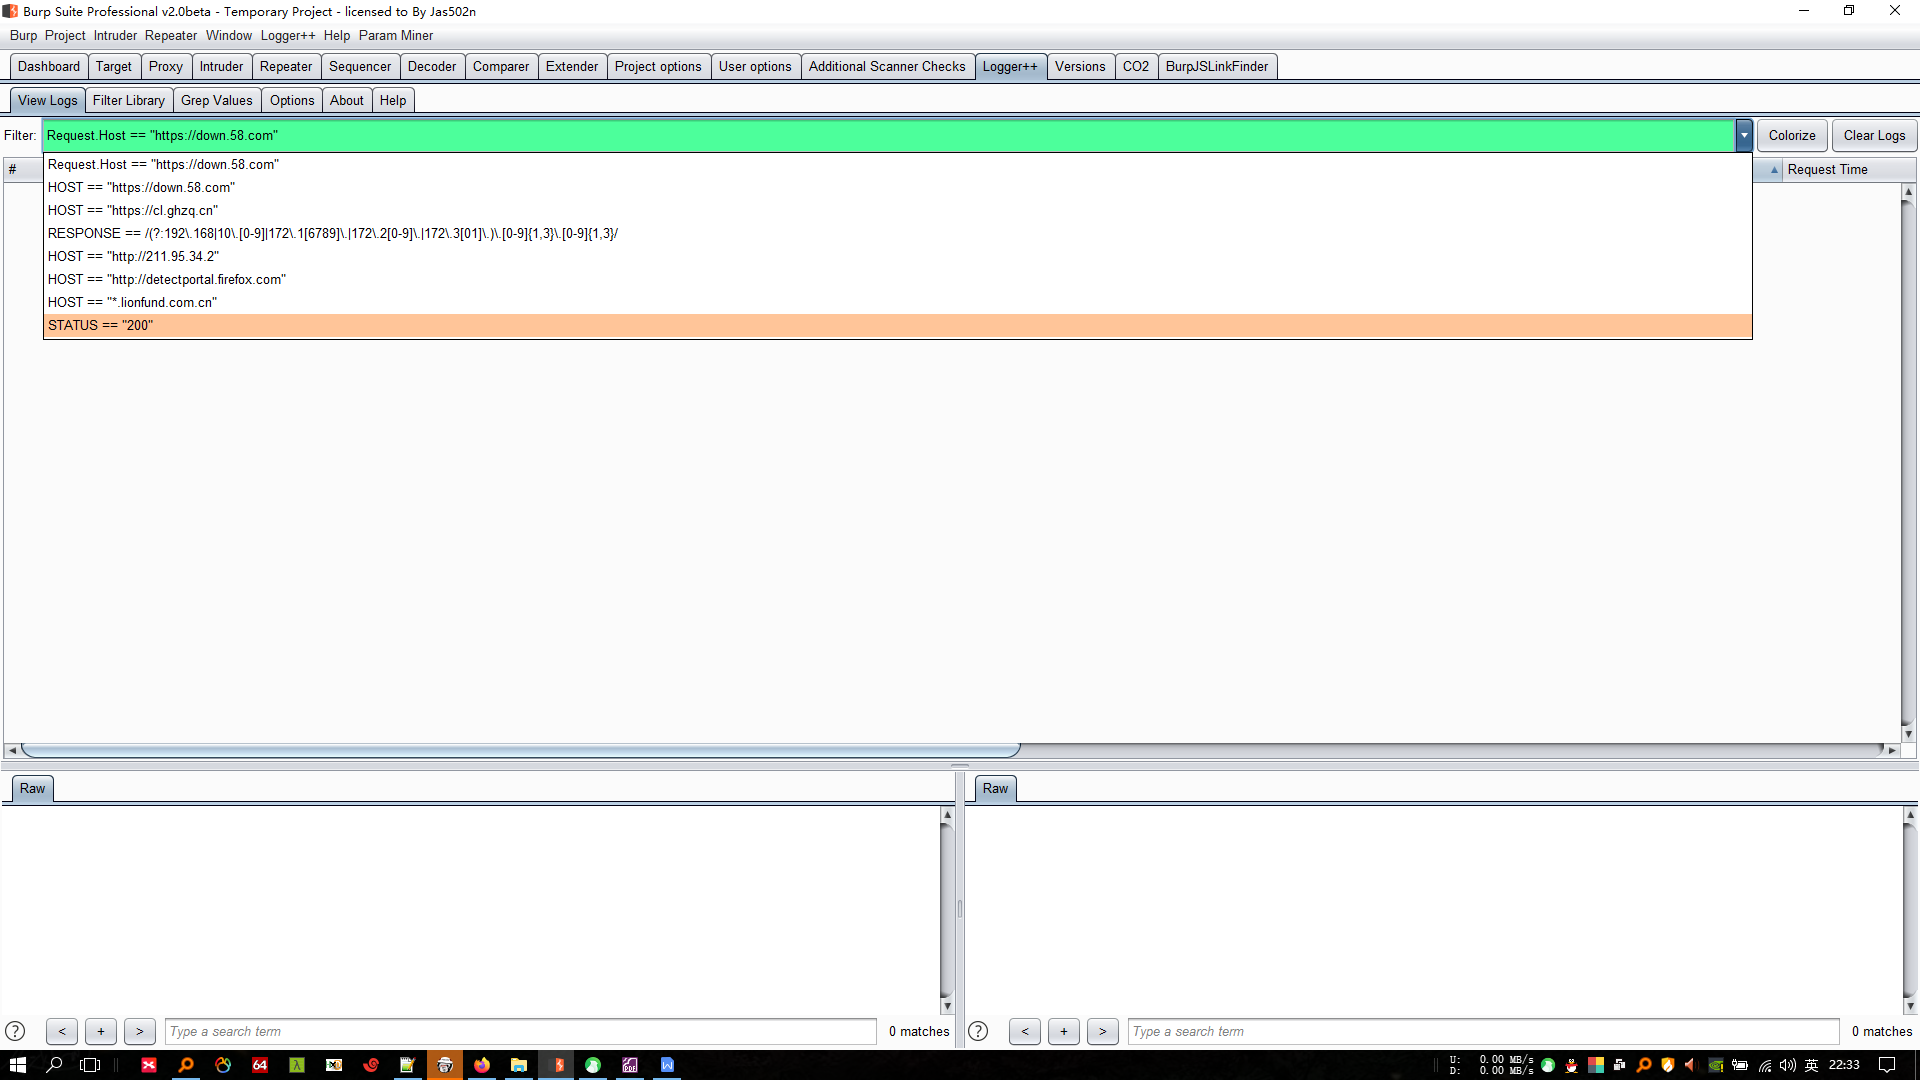 Burp Suite Professional v2.0beta - Temporary Project - licensed to By Jas502n
Burp Project Intruder Repeater Window Logger++ Help Param Miner
Dashboard Target Proxy Intruder Repeater Sequencer Decoder Comparer Extender Project options User options Additional Scanner Checks Logger++ Versions CO2 BurpJSLinkFinder
View Logs Filter Library Grep Values Options About Help
Filter: Request.Host == "https://down.58.com" Colorize Clear Logs
# Request Time
Request.Host == "https://down.58.com"
HOST == "https://down.58.com"
HOST == "https://cl.ghzq.cn"
RESPONSE == /(?:192\.168|10\.[0-9]|172\.1[6789]\.|172\.2[0-9]\.|172\.3[01]\.)\.[0-9]{1,3}\.[0-9]{1,3}/
HOST == "http://211.95.34.2"
HOST == "http://detectportal.firefox.com"
HOST == "*.lionfund.com.cn"
STATUS == "200"
Raw Raw
? < + > Type a search term 0 matches ? < + > Type a search term 0 matches
64 λ PDF W
U: 0.00 MB/s
D: 0.00 MB/s
英 22:33